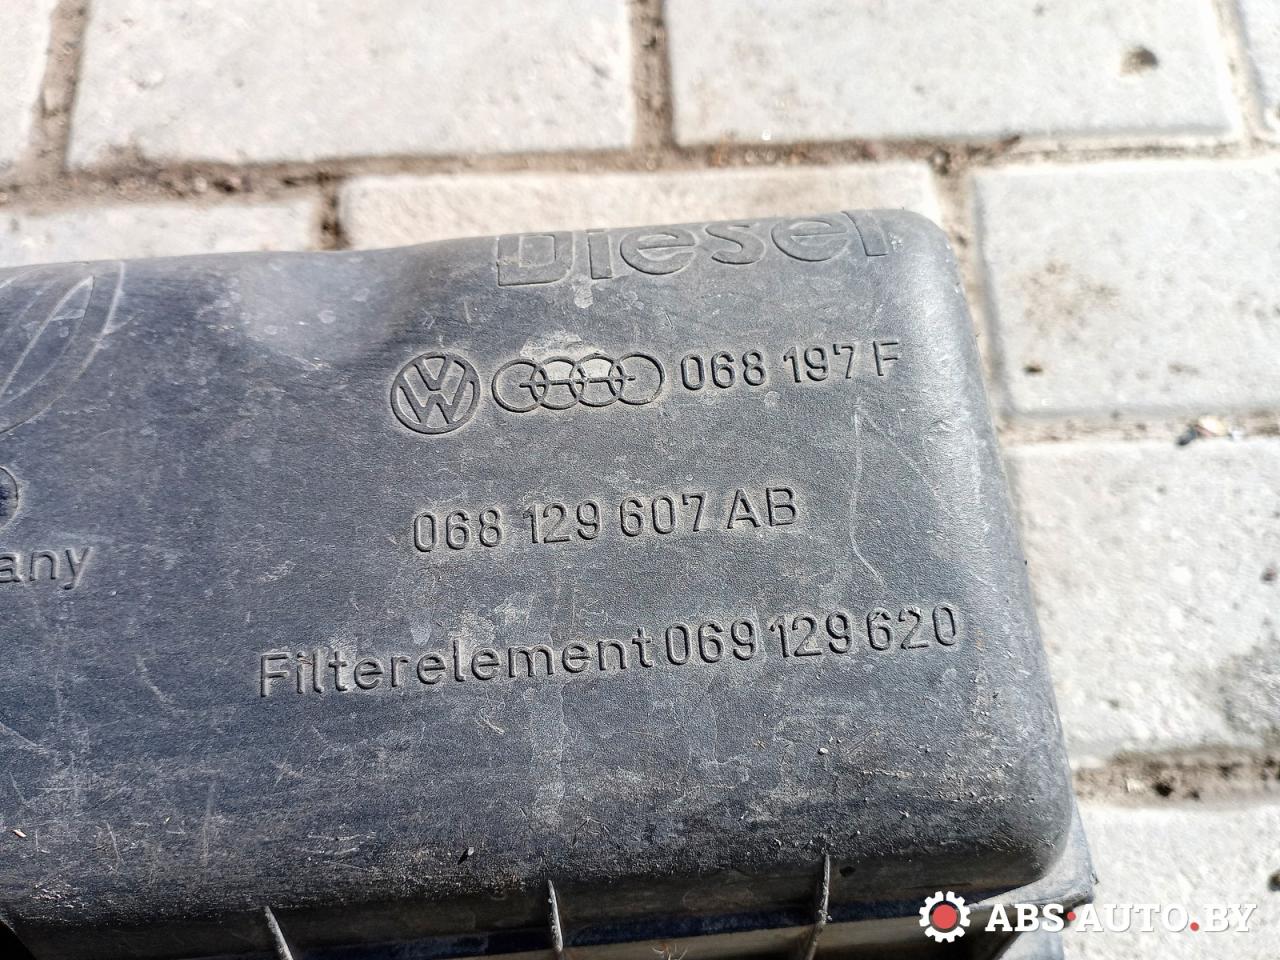 Diesel
068 197 F
068 129 607 AB
any
Filterelement 069 129 620
ABS-AUTO.BY